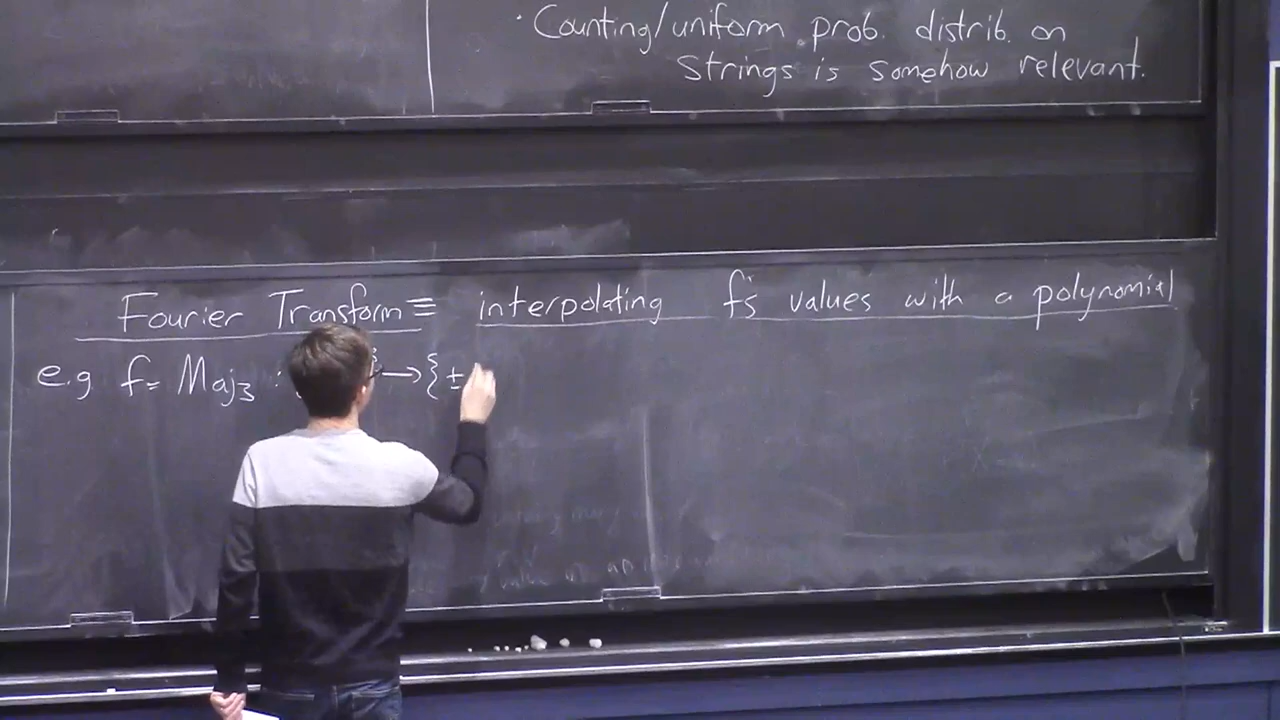 · Counting/uniform prob. distrib. on
strings is somehow relevant.
Fourier Transform ≡ interpolating f's values with a polynomial
e.g f = Maj₃ : { } → {±